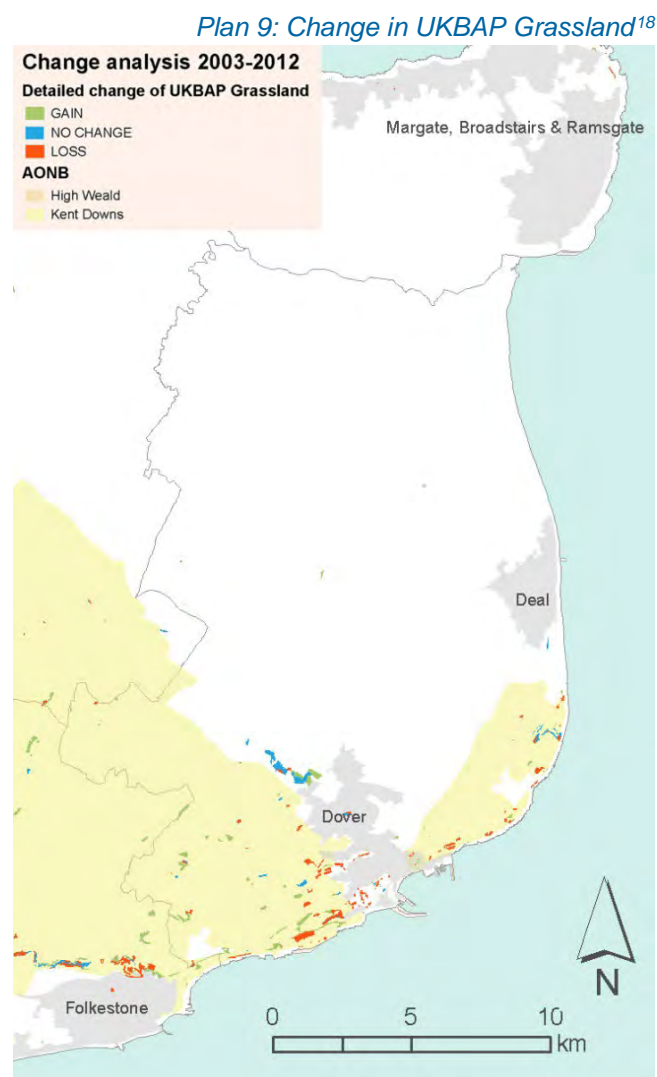 Plan 9: Change in UKBAP Grassland18
Change analysis 2003-2012
Detailed change of UKBAP Grassland
GAIN
NO CHANGE
LOSS
AONB
High Weald
Kent Downs
Margate, Broadstairs & Ramsgate
Deal
Dover
Folkestone
N
0 5 10
km